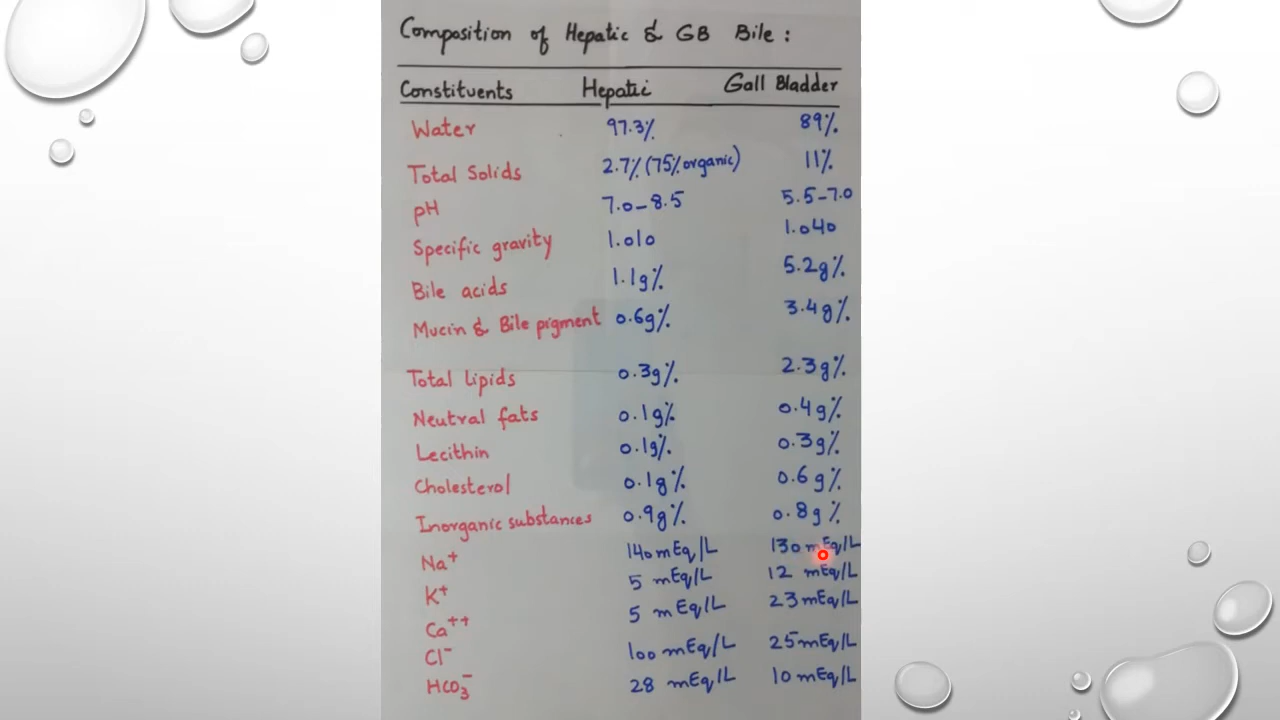 Composition of Hepatic & GB Bile :
Constituents Hepatic Gall Bladder
Water 97.3% 89%
Total Solids 2.7% (75% organic) 11%
pH 7.0-8.5 5.5-7.0
Specific gravity 1.010 1.040
Bile acids 1.1g% 5.2g%
Mucin & Bile pigment 0.6g% 3.4g%
Total lipids 0.3g% 2.3g%
Neutral fats 0.1g% 0.4g%
Lecithin 0.1g% 0.3g%
Cholesterol 0.1g% 0.6g%
Inorganic substances 0.9g% 0.8g%
Na⁺ 140 mEq/L 130 mEq/L
K⁺ 5 mEq/L 12 mEq/L
Ca⁺⁺ 5 mEq/L 23 mEq/L
Cl⁻ 100 mEq/L 25 mEq/L
HCO₃⁻ 28 mEq/L 10 mEq/L